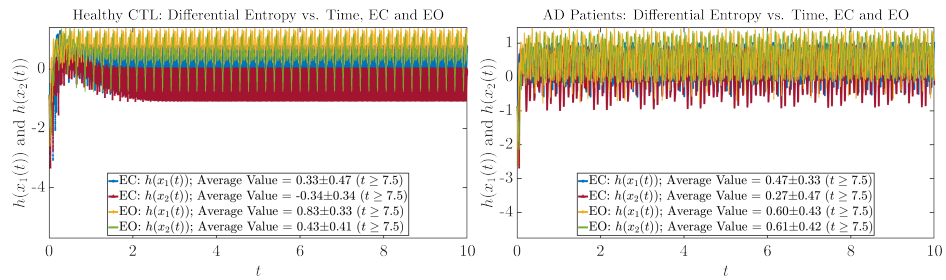 Healthy CTL: Differential Entropy vs. Time, EC and EO
h(x₁(t)) and h(x₂(t))
0
-2
-4
EC: h(x₁(t)); Average Value = 0.33±0.47 (t ≥ 7.5)
EC: h(x₂(t)); Average Value = -0.34±0.34 (t ≥ 7.5)
EO: h(x₁(t)); Average Value = 0.83±0.33 (t ≥ 7.5)
EO: h(x₂(t)); Average Value = 0.43±0.41 (t ≥ 7.5)
0 2 4 6 8 10
t
AD Patients: Differential Entropy vs. Time, EC and EO
h(x₁(t)) and h(x₂(t))
1
0
-1
-2
-3
-4
EC: h(x₁(t)); Average Value = 0.47±0.33 (t ≥ 7.5)
EC: h(x₂(t)); Average Value = 0.27±0.47 (t ≥ 7.5)
EO: h(x₁(t)); Average Value = 0.60±0.43 (t ≥ 7.5)
EO: h(x₂(t)); Average Value = 0.61±0.42 (t ≥ 7.5)
0 2 4 6 8 10
t